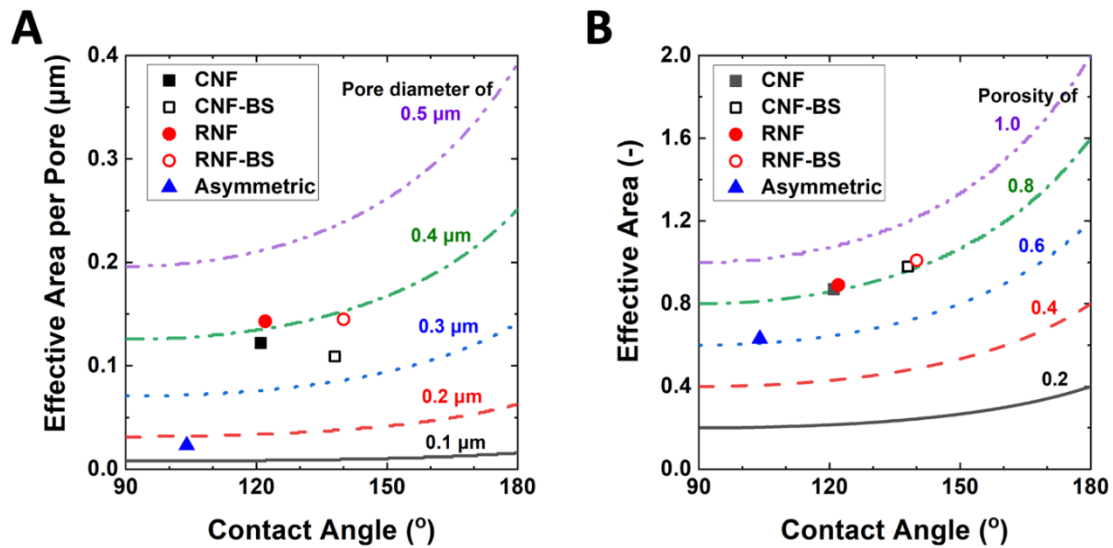 A
Effective Area per Pore (µm)
0.4
0.3
0.2
0.1
0.0
CNF
CNF-BS
RNF
RNF-BS
Asymmetric
Pore diameter of
0.5 µm
0.4 µm
0.3 µm
0.2 µm
0.1 µm
90
120
150
180
Contact Angle (º)
B
Effective Area (-)
2.0
1.6
1.2
0.8
0.4
0.0
CNF
CNF-BS
RNF
RNF-BS
Asymmetric
Porosity of
1.0
0.8
0.6
0.4
0.2
90
120
150
180
Contact Angle (º)